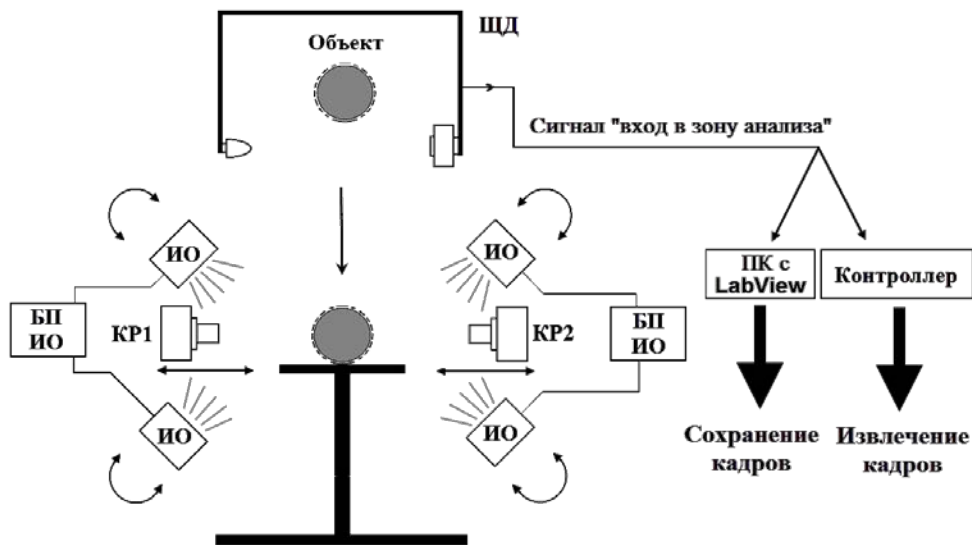 ЩД
Объект
Сигнал "вход в зону анализа"
ИО
ИО
ПК с
LabView
Контроллер
БП
ИО
КР1
КР2
БП
ИО
ИО
ИО
Сохранение
кадров
Извлечение
кадров